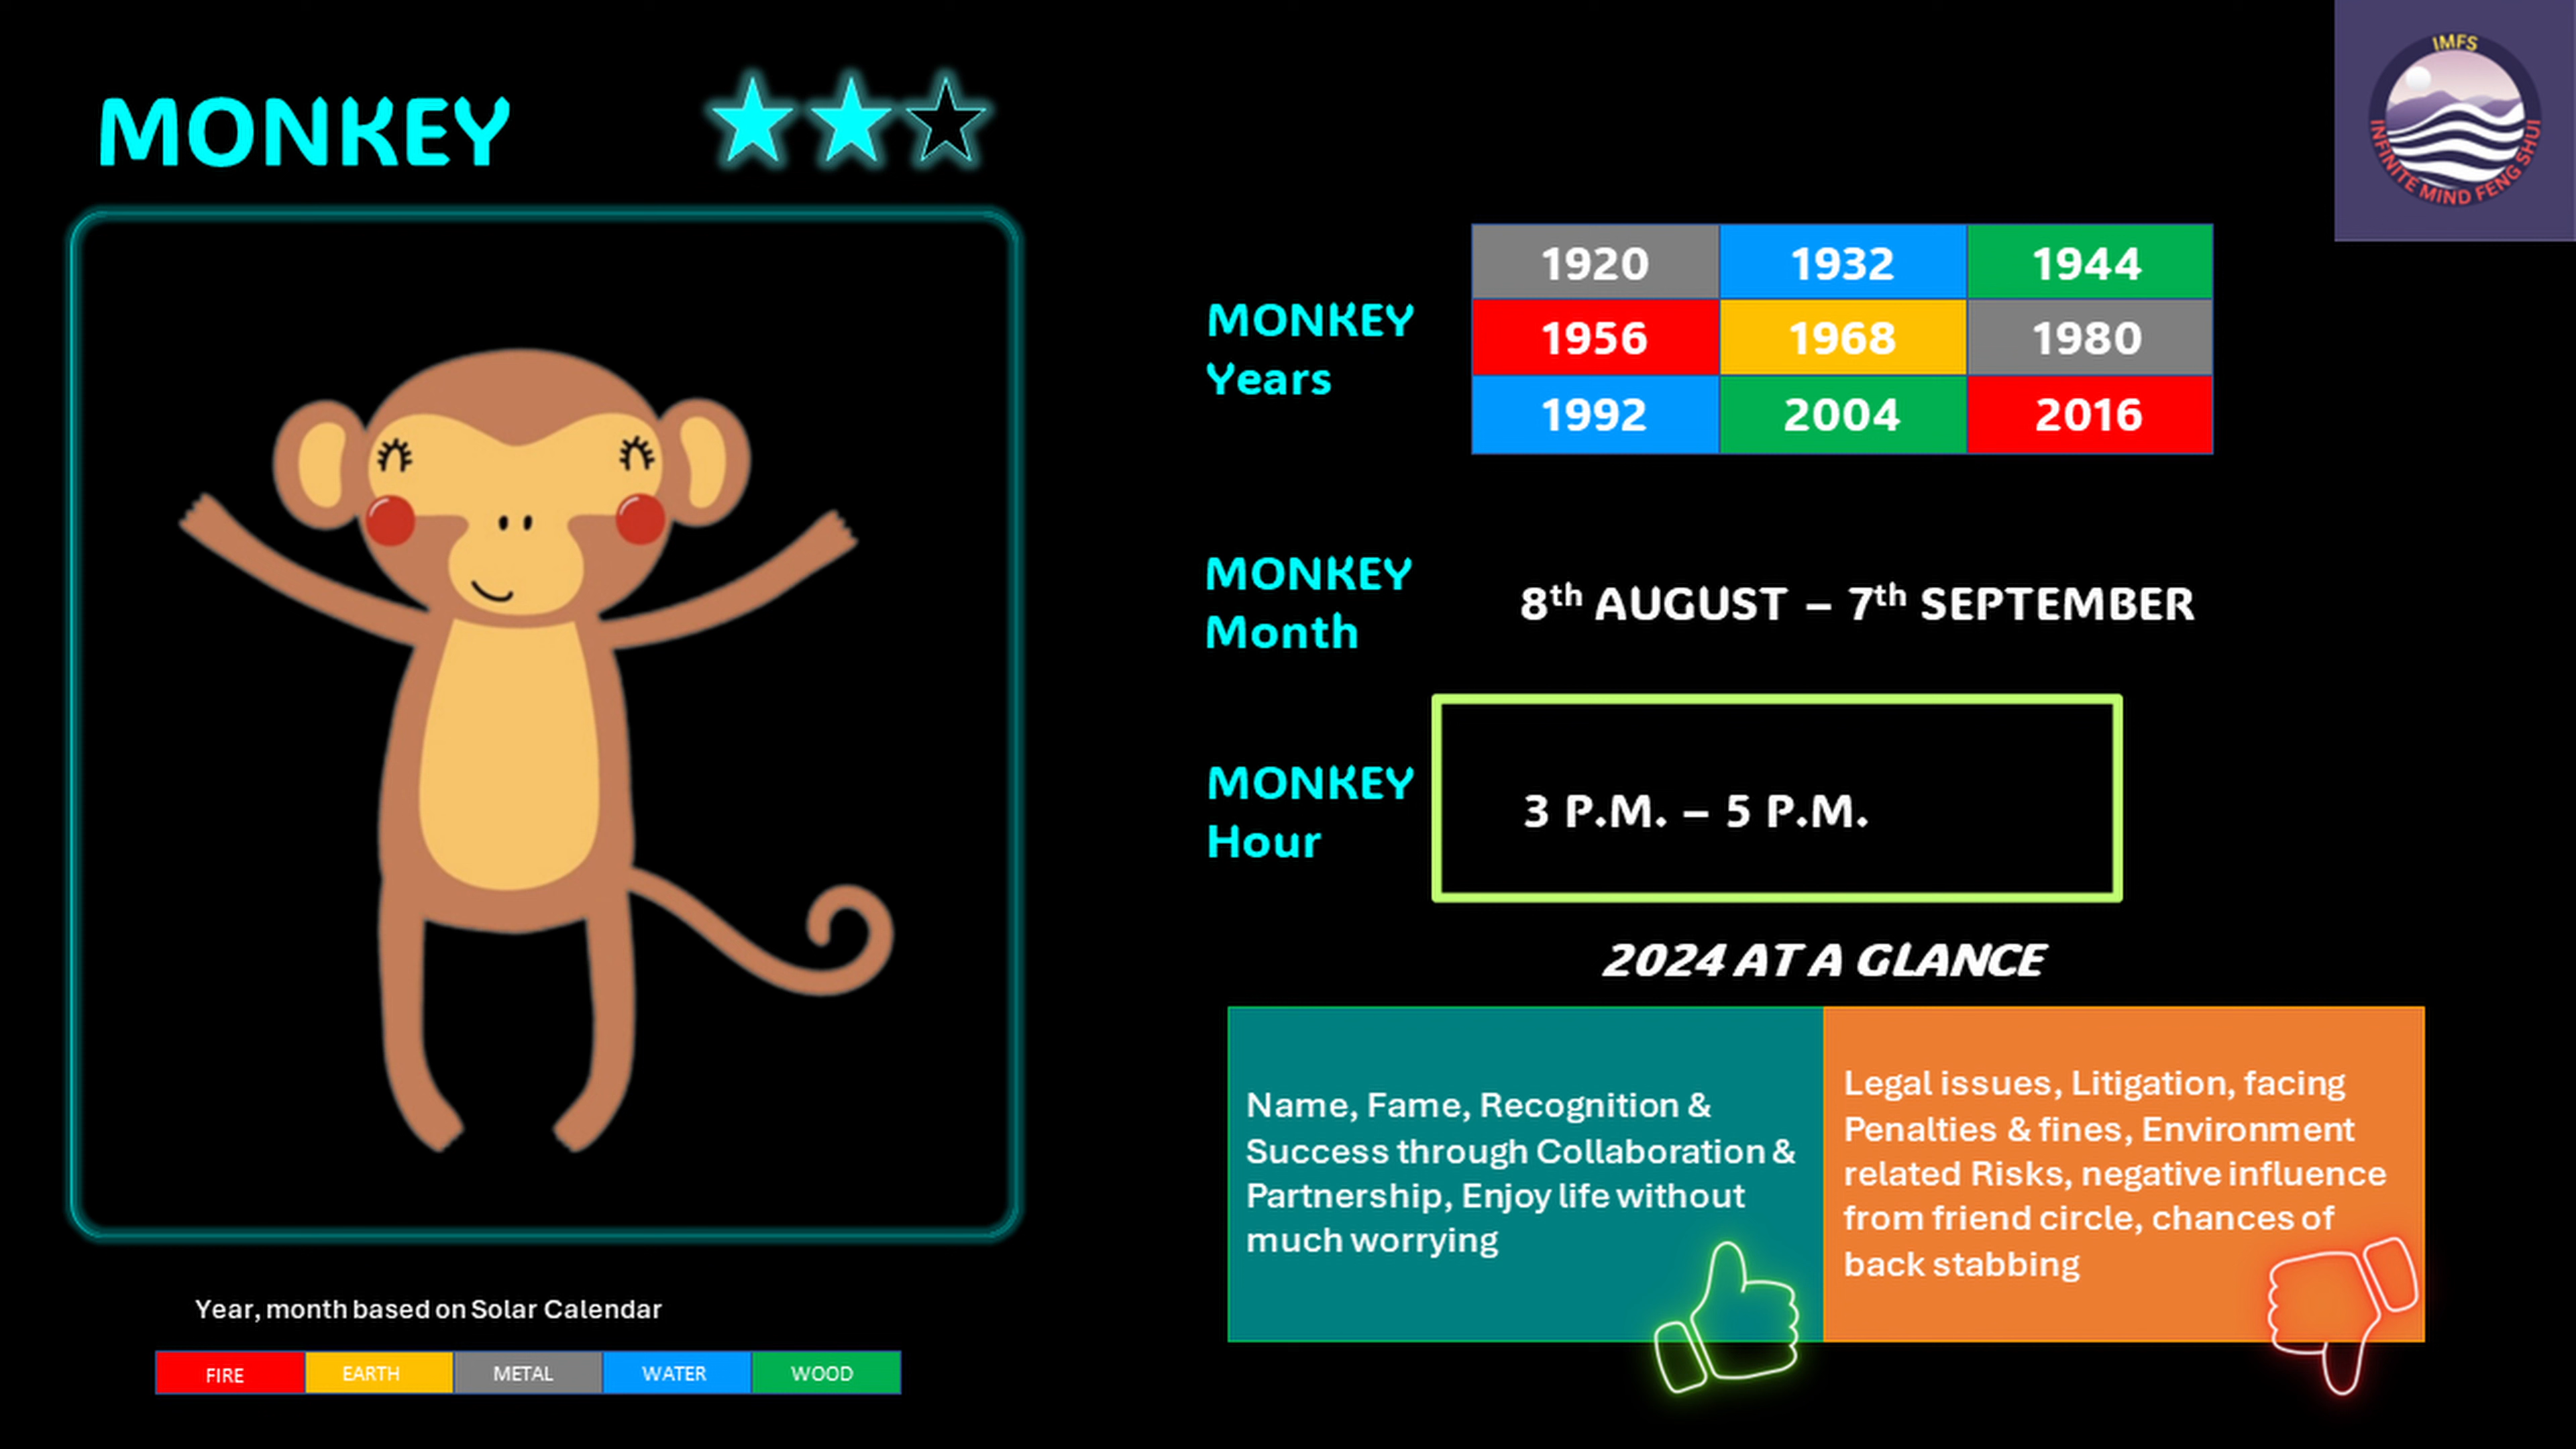 MONKEY
IMFS
INFINITE MIND FENG SHUI
MONKEY
Years
1920 1932 1944
1956 1968 1980
1992 2004 2016
MONKEY
Month
8th AUGUST – 7th SEPTEMBER
MONKEY
Hour
3 P.M. – 5 P.M.
2024 AT A GLANCE
Name, Fame, Recognition &
Success through Collaboration &
Partnership, Enjoy life without
much worrying
Legal issues, Litigation, facing
Penalties & fines, Environment
related Risks, negative influence
from friend circle, chances of
back stabbing
Year, month based on Solar Calendar
FIRE EARTH METAL WATER WOOD